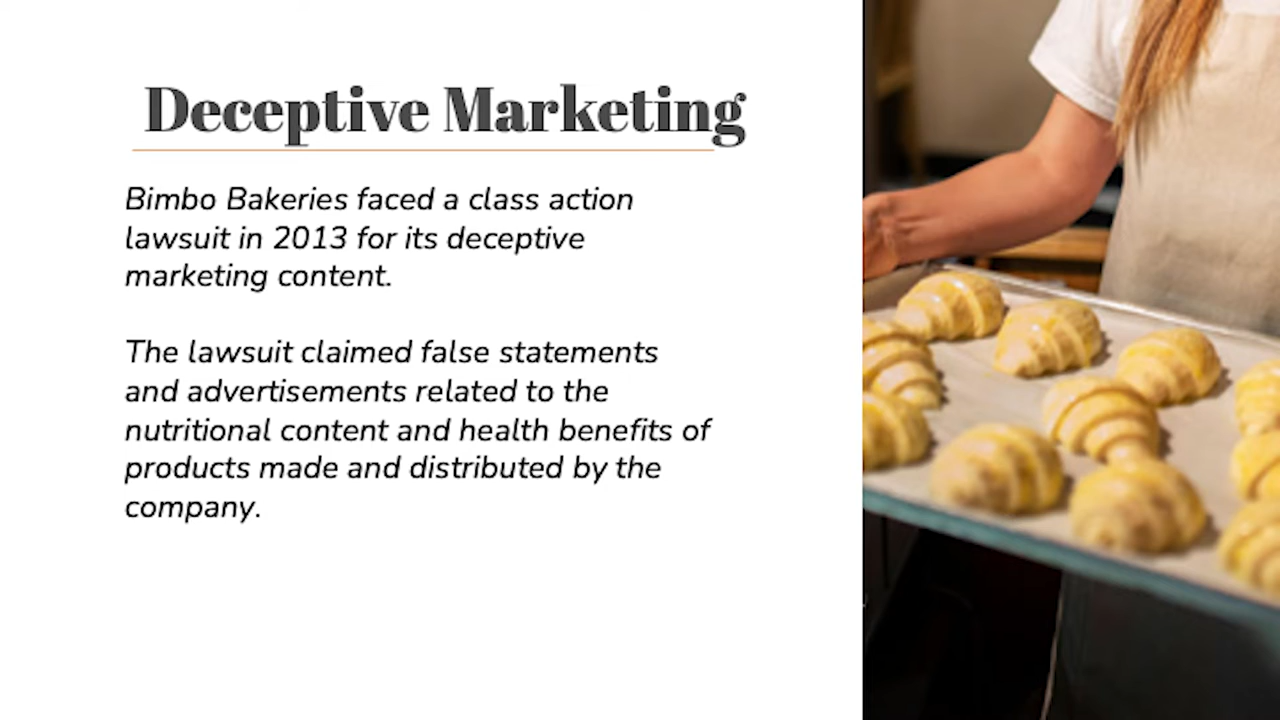 Deceptive Marketing
Bimbo Bakeries faced a class action
lawsuit in 2013 for its deceptive
marketing content.
The lawsuit claimed false statements
and advertisements related to the
nutritional content and health benefits of
products made and distributed by the
company.